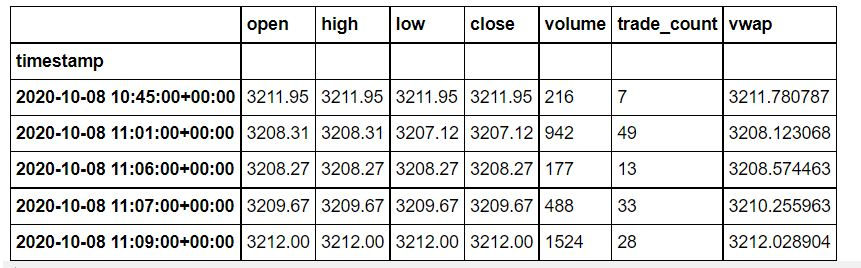 open high low close volume trade_count vwap
timestamp
2020-10-08 10:45:00+00:00 3211.95 3211.95 3211.95 3211.95 216 7 3211.780787
2020-10-08 11:01:00+00:00 3208.31 3208.31 3207.12 3207.12 942 49 3208.123068
2020-10-08 11:06:00+00:00 3208.27 3208.27 3208.27 3208.27 177 13 3208.574463
2020-10-08 11:07:00+00:00 3209.67 3209.67 3209.67 3209.67 488 33 3210.255963
2020-10-08 11:09:00+00:00 3212.00 3212.00 3212.00 3212.00 1524 28 3212.028904